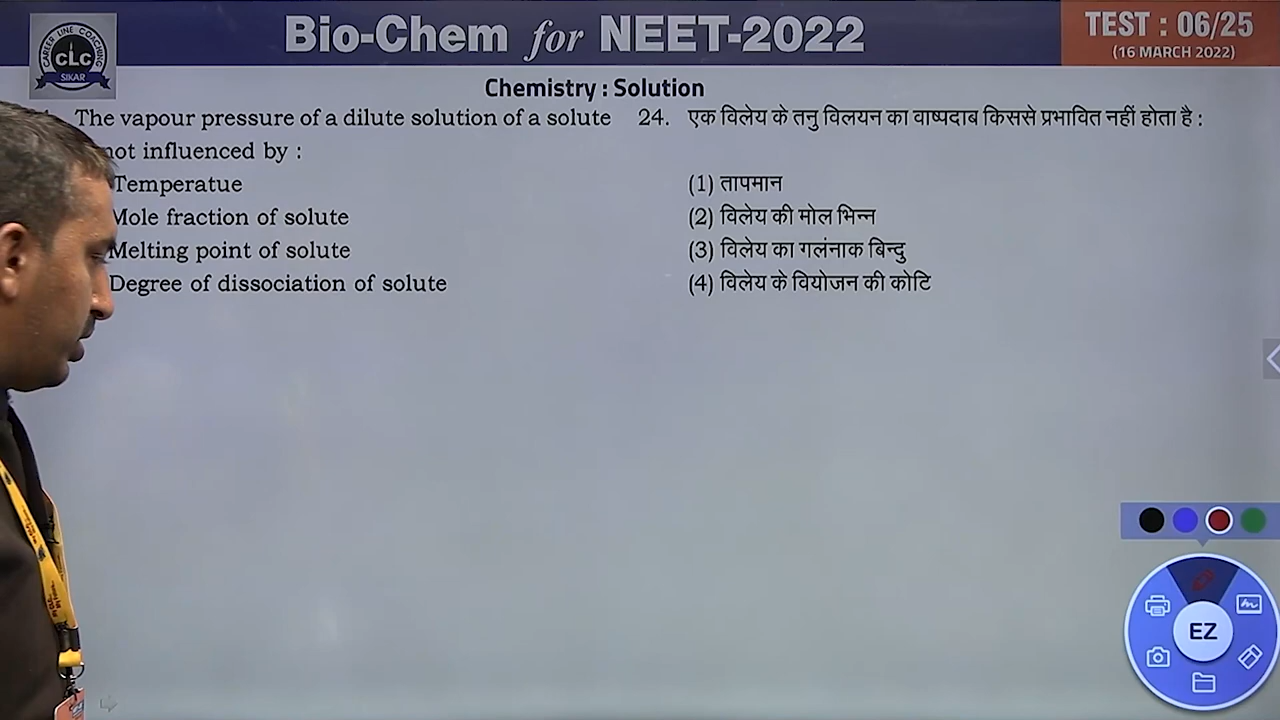 CAREER LINE COACHING
CLC
SIKAR
Bio-Chem for NEET-2022
TEST : 06/25
(16 MARCH 2022)
Chemistry : Solution
The vapour pressure of a dilute solution of a solute
not influenced by :
Temperatue
Mole fraction of solute
Melting point of solute
Degree of dissociation of solute
24. एक विलेय के तनु विलयन का वाष्पदाब किससे प्रभावित नहीं होता है :
(1) तापमान
(2) विलेय की मोल भिन्न
(3) विलेय का गलंनाक बिन्दु
(4) विलेय के वियोजन की कोटि
EZ